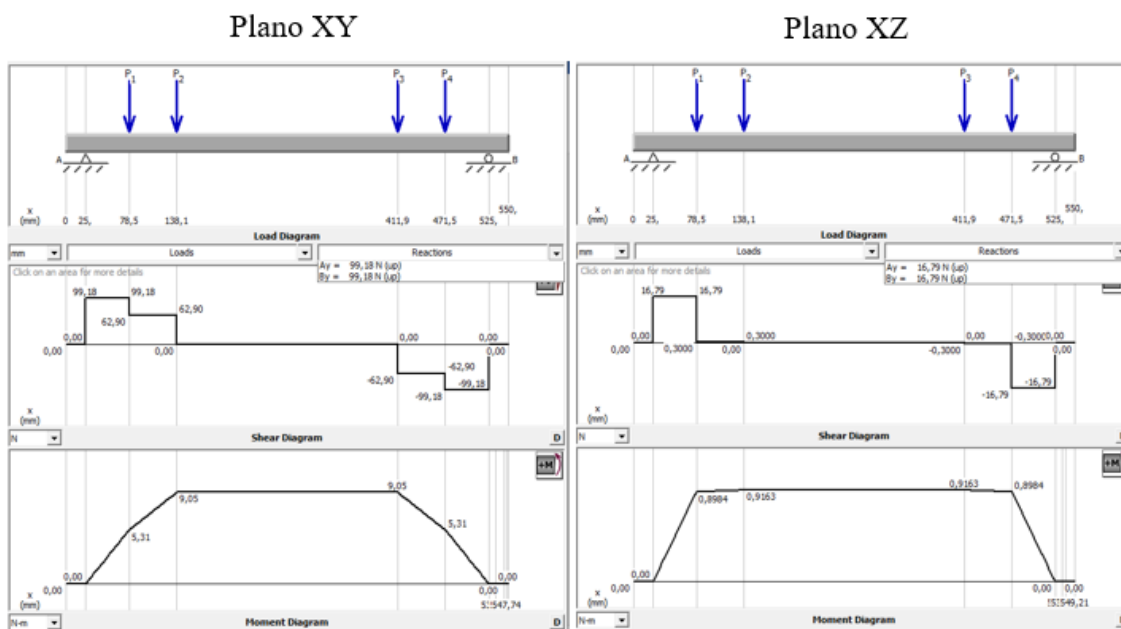 Plano XY
P1 P2 P3 P4
A B
x
(mm) 0 25, 78,5 138,1 411,9 471,5 525, 550,
Load Diagram
mm Loads Reactions
Click on an area for more details
Ay = 99,18 N (up)
By = 99,18 N (up)
99,18 99,18
62,90 62,90
0,00 0,00 0,00
0,00 0,00 0,00
-62,90 -62,90
-99,18 -99,18
x
(mm)
N Shear Diagram D
+M
9,05 9,05
5,31 5,31
0,00 0,00
0,00 0,00
x
(mm)
N-m Moment Diagram D
Plano XZ
P1 P2 P3 P4
A B
x
(mm) 0 25, 78,5 138,1 411,9 471,5 525, 550,
Load Diagram
mm Loads Reactions
Click on an area for more details
Ay = 16,79 N (up)
By = 16,79 N (up)
16,79 16,79
0,00 0,3000 0,00 -0,3000 0,00
0,00 0,3000 0,00 -0,3000 0,00
-16,79 -16,79
x
(mm)
N Shear Diagram
+M
0,8984 0,9163 0,9163 0,8984
0,00 0,00
0,00 0,00
x
(mm)
N-m Moment Diagram